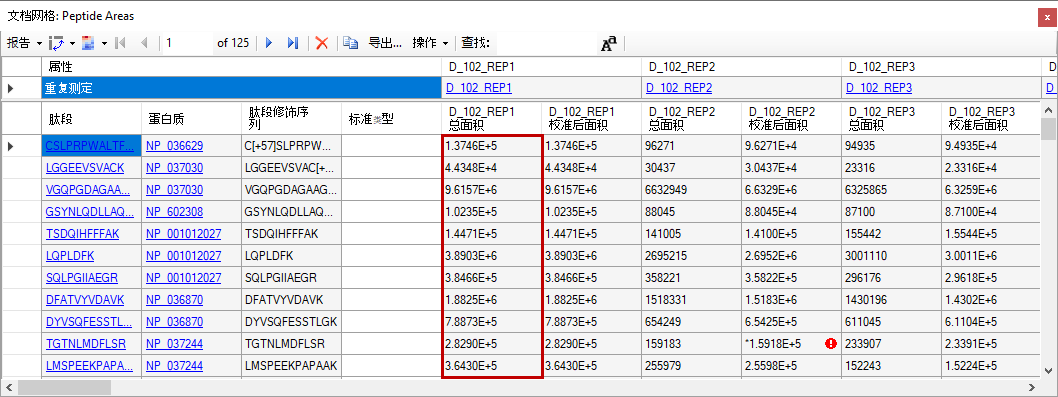 文档网格: Peptide Areas
报告 1 of 125 导出... 操作 查找: Aa
属性 D_102_REP1 D_102_REP2 D_102_REP3 D
重复测定 D_102_REP1 D_102_REP2 D_102_REP3 D
肽段 蛋白质 肽段修饰序列 标准类型 D_102_REP1 总面积 D_102_REP1 校准后面积 D_102_REP2 总面积 D_102_REP2 校准后面积 D_102_REP3 总面积 D_102_REP3 校准后面积
CSLPRPWALTF... NP_036629 C[+57]SLPRPW... 1.3746E+5 1.3746E+5 96271 9.6271E+4 94935 9.4935E+4
LGGEEVSVACK NP_037030 LGGEEVSVAC[+... 4.4348E+4 4.4348E+4 30437 3.0437E+4 23316 2.3316E+4
VGQPGDAGAA... NP_037030 VGQPGDAGAAG... 9.6157E+6 9.6157E+6 6632949 6.6329E+6 6325865 6.3259E+6
GSYNLQDLLAQ... NP_602308 GSYNLQDLLAQ... 1.0235E+5 1.0235E+5 88045 8.8045E+4 87100 8.7100E+4
TSDQIHFFFAK NP_001012027 TSDQIHFFFAK 1.4471E+5 1.4471E+5 141005 1.4100E+5 155442 1.5544E+5
LQPLDFK NP_001012027 LQPLDFK 3.8903E+6 3.8903E+6 2695215 2.6952E+6 3001110 3.0011E+6
SQLPGIIAEGR NP_001012027 SQLPGIIAEGR 3.8466E+5 3.8466E+5 358221 3.5822E+5 296176 2.9618E+5
DFATVYVDAVK NP_036870 DFATVYVDAVK 1.8825E+6 1.8825E+6 1518331 1.5183E+6 1430196 1.4302E+6
DYVSQFESSTL... NP_036870 DYVSQFESSTLGK 7.8873E+5 7.8873E+5 654249 6.5425E+5 611045 6.1104E+5
TGTNLMDFLSR NP_037244 TGTNLMDFLSR 2.8290E+5 2.8290E+5 159183 *1.5918E+5 233907 2.3391E+5
LMSPEEKPAPA... NP_037244 LMSPEEKPAPAAK 3.6430E+5 3.6430E+5 255979 2.5598E+5 152243 1.5224E+5